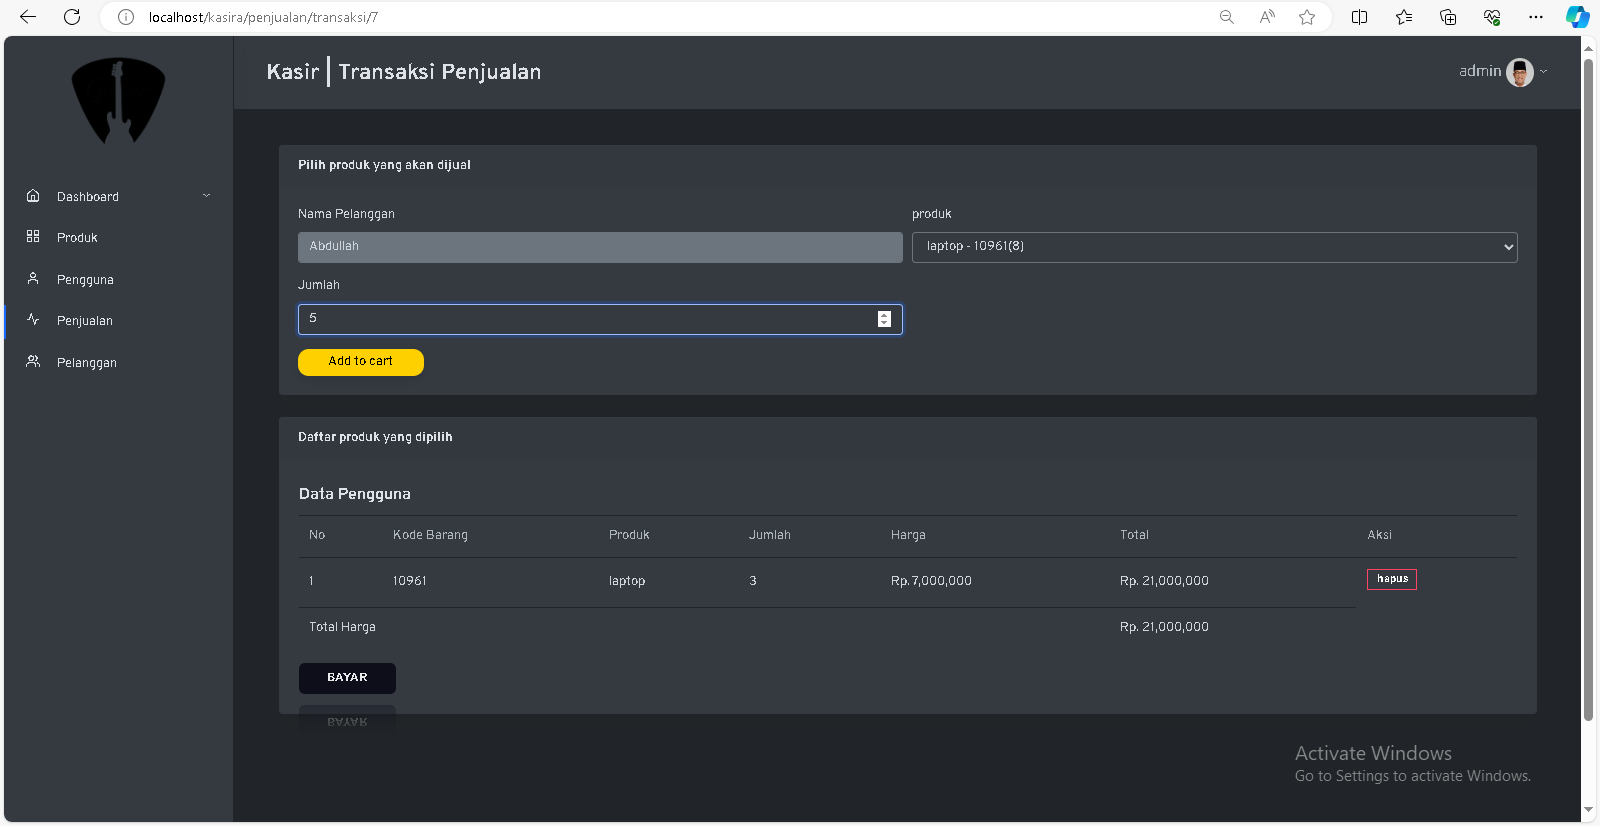 localhost/kasira/penjualan/transaksi/7
Kasir | Transaksi Penjualan
admin
Dashboard
Produk
Pengguna
Penjualan
Pelanggan
Pilih produk yang akan dijual
Nama Pelanggan
produk
Abdullah
laptop - 10961(8)
Jumlah
5
Add to cart
Daftar produk yang dipilih
Data Pengguna
No Kode Barang Produk Jumlah Harga Total Aksi
1 10961 laptop 3 Rp.7,000,000 Rp. 21,000,000 hapus
Total Harga Rp. 21,000,000
BAYAR
BAYAR
Activate Windows
Go to Settings to activate Windows.